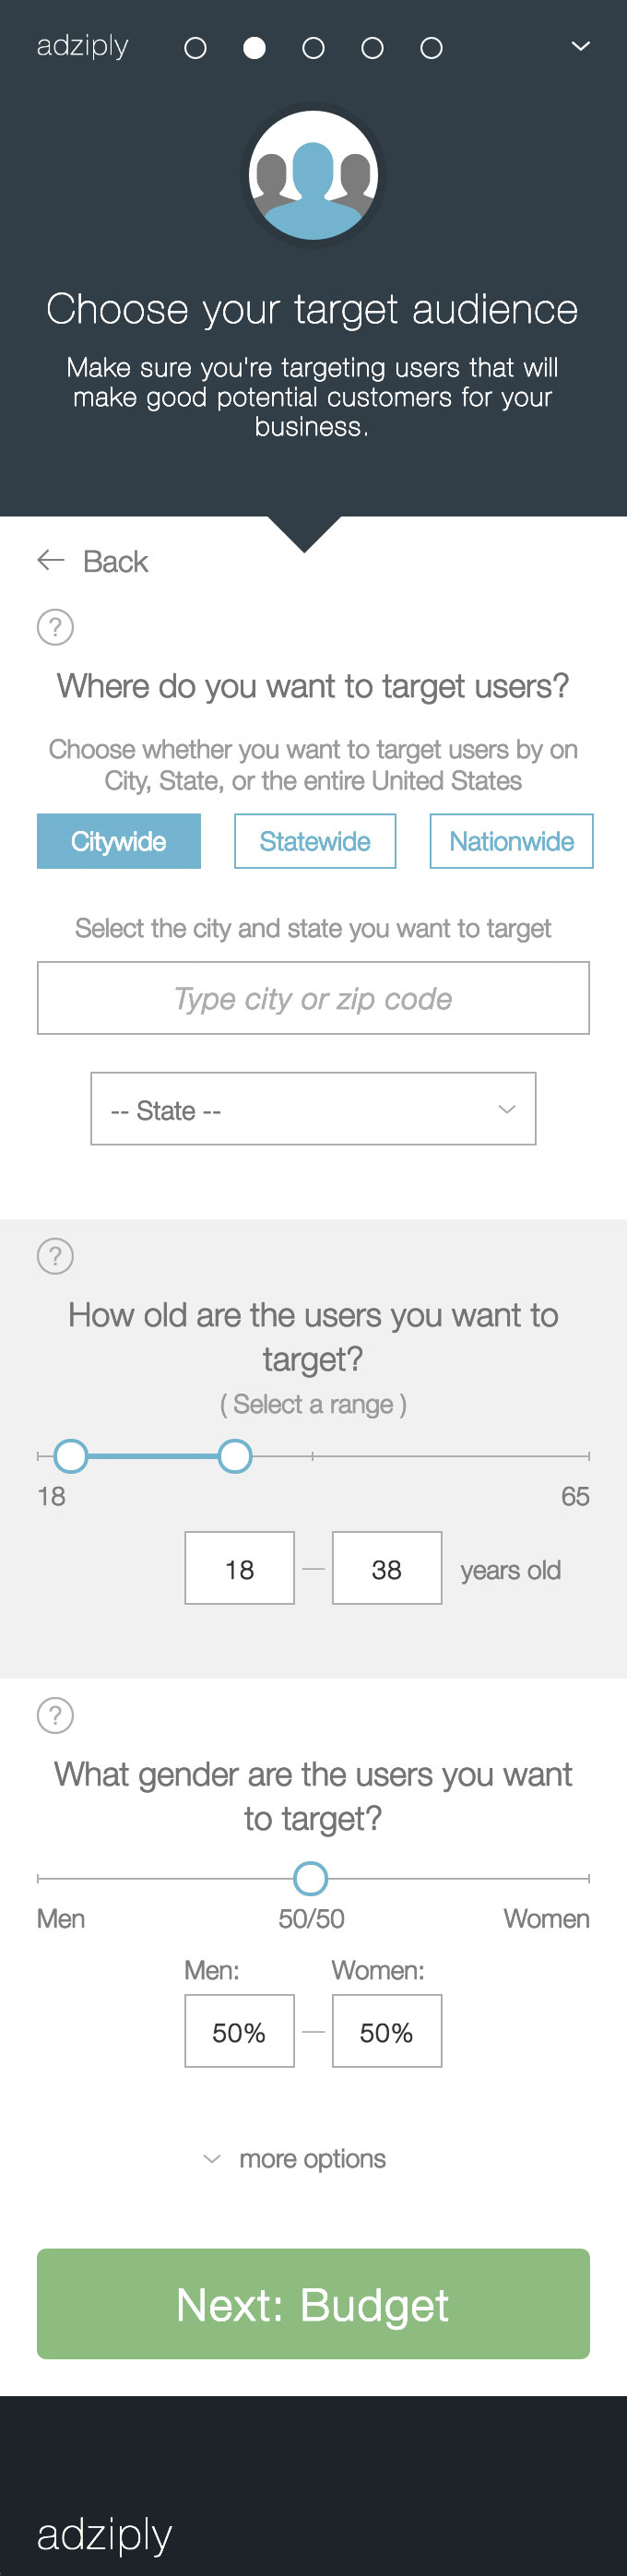 adziply
Choose your target audience
Make sure you're targeting users that will
make good potential customers for your
business.
Back
?
Where do you want to target users?
Choose whether you want to target users by on
City, State, or the entire United States
Citywide Statewide Nationwide
Select the city and state you want to target
Type city or zip code
-- State --
?
How old are the users you want to
target?
( Select a range )
18 65
18 — 38 years old
?
What gender are the users you want
to target?
Men 50/50 Women
Men: Women:
50% — 50%
more options
Next: Budget
adziply